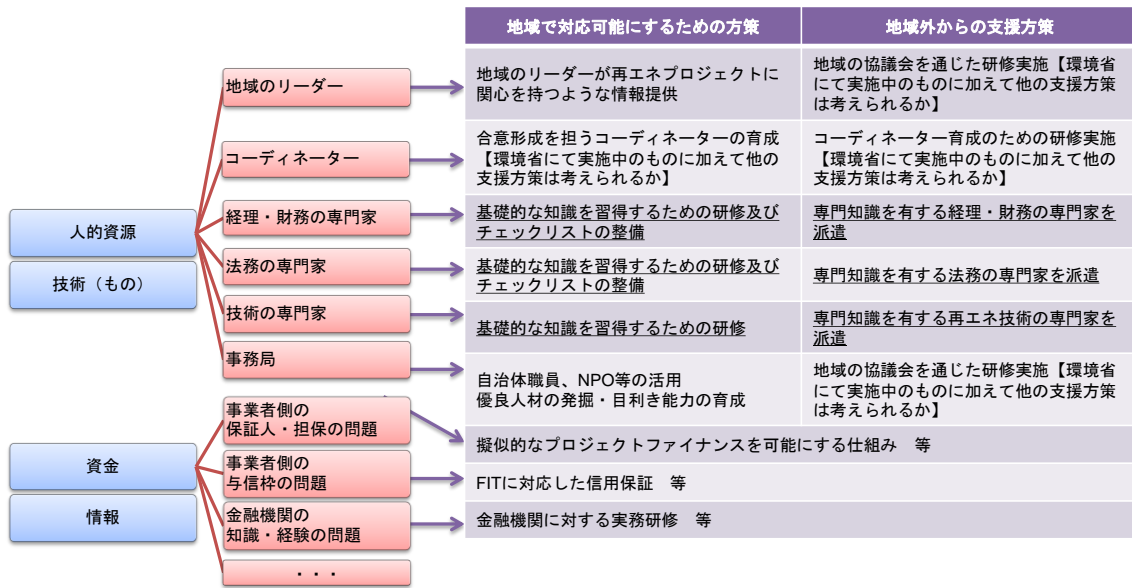 地域で対応可能にするための方策
地域外からの支援方策
人的資源
技術（もの）
地域のリーダー
地域のリーダーが再エネプロジェクトに
関心を持つような情報提供
地域の協議会を通じた研修実施【環境省
にて実施中のものに加えて他の支援方策
は考えられるか】
コーディネーター
合意形成を担うコーディネーターの育成
【環境省にて実施中のものに加えて他の
支援方策は考えられるか】
コーディネーター育成のための研修実施
【環境省にて実施中のものに加えて他の
支援方策は考えられるか】
経理・財務の専門家
基礎的な知識を習得するための研修及び
チェックリストの整備
専門知識を有する経理・財務の専門家を
派遣
法務の専門家
基礎的な知識を習得するための研修及び
チェックリストの整備
専門知識を有する法務の専門家を派遣
技術の専門家
基礎的な知識を習得するための研修
専門知識を有する再エネ技術の専門家を
派遣
事務局
自治体職員、NPO等の活用
優良人材の発掘・目利き能力の育成
地域の協議会を通じた研修実施【環境省
にて実施中のものに加えて他の支援方策
は考えられるか】
資金
情報
事業者側の
保証人・担保の問題
擬似的なプロジェクトファイナンスを可能にする仕組み　等
事業者側の
与信枠の問題
FITに対応した信用保証　等
金融機関の
知識・経験の問題
金融機関に対する実務研修　等
・・・